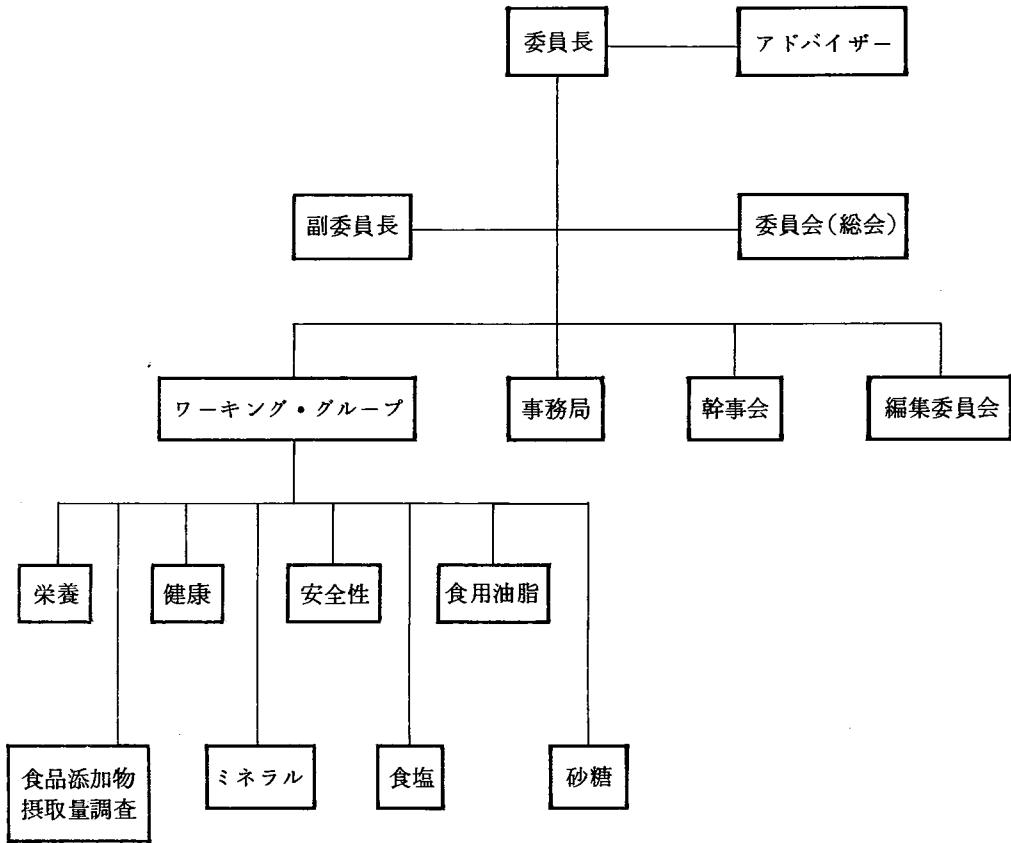 委員長
アドバイザー
副委員長
委員会(総会)
ワーキング・グループ
事務局
幹事会
編集委員会
栄養
健康
安全性
食用油脂
食品添加物
摂取量調査
ミネラル
食塩
砂糖